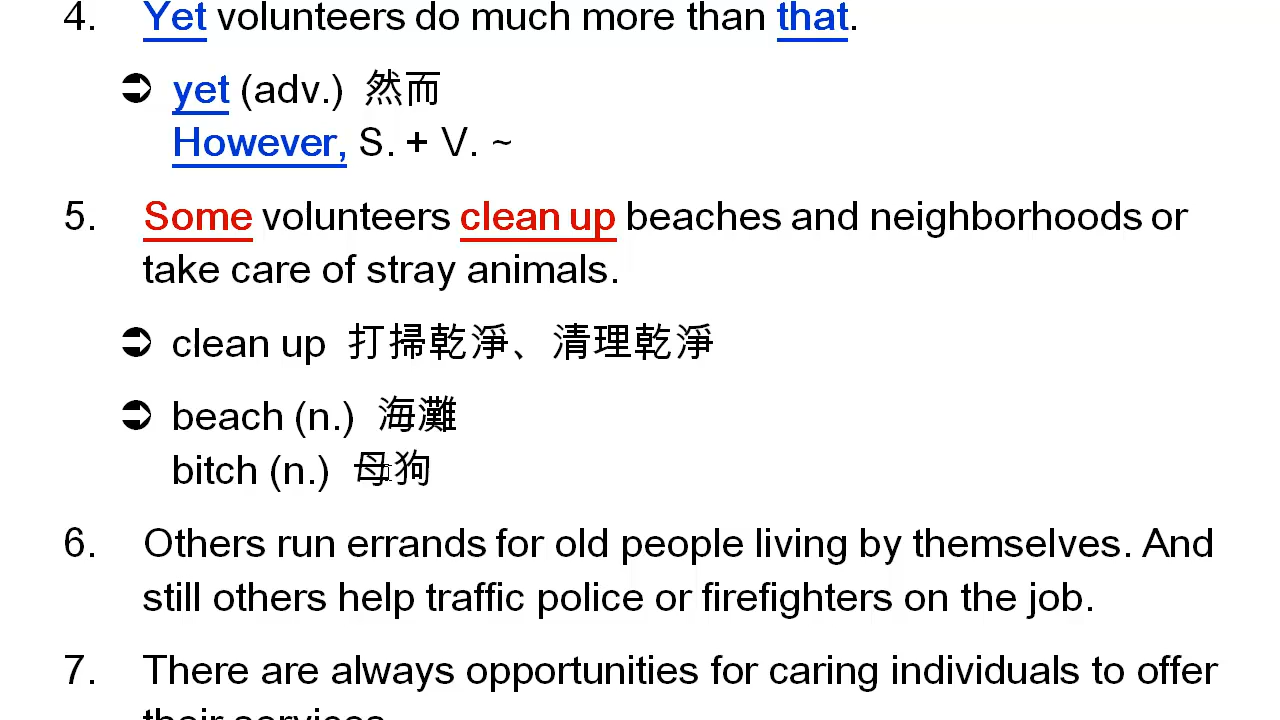 4. Yet volunteers do much more than that.
➲ yet (adv.) 然而
However, S. + V. ~
5. Some volunteers clean up beaches and neighborhoods or
take care of stray animals.
➲ clean up 打掃乾淨、清理乾淨
➲ beach (n.) 海灘
bitch (n.) 母狗
6. Others run errands for old people living by themselves. And
still others help traffic police or firefighters on the job.
7. There are always opportunities for caring individuals to offer
their services.